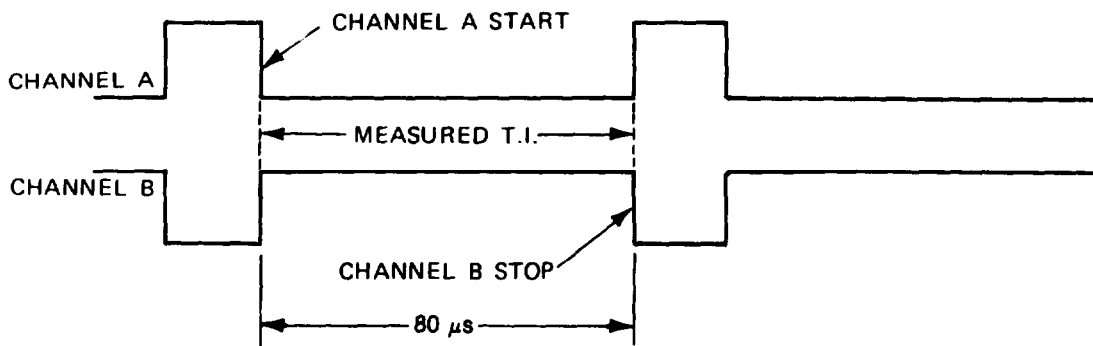 CHANNEL A START
CHANNEL A
MEASURED T.I.
CHANNEL B
CHANNEL B STOP
80 μs